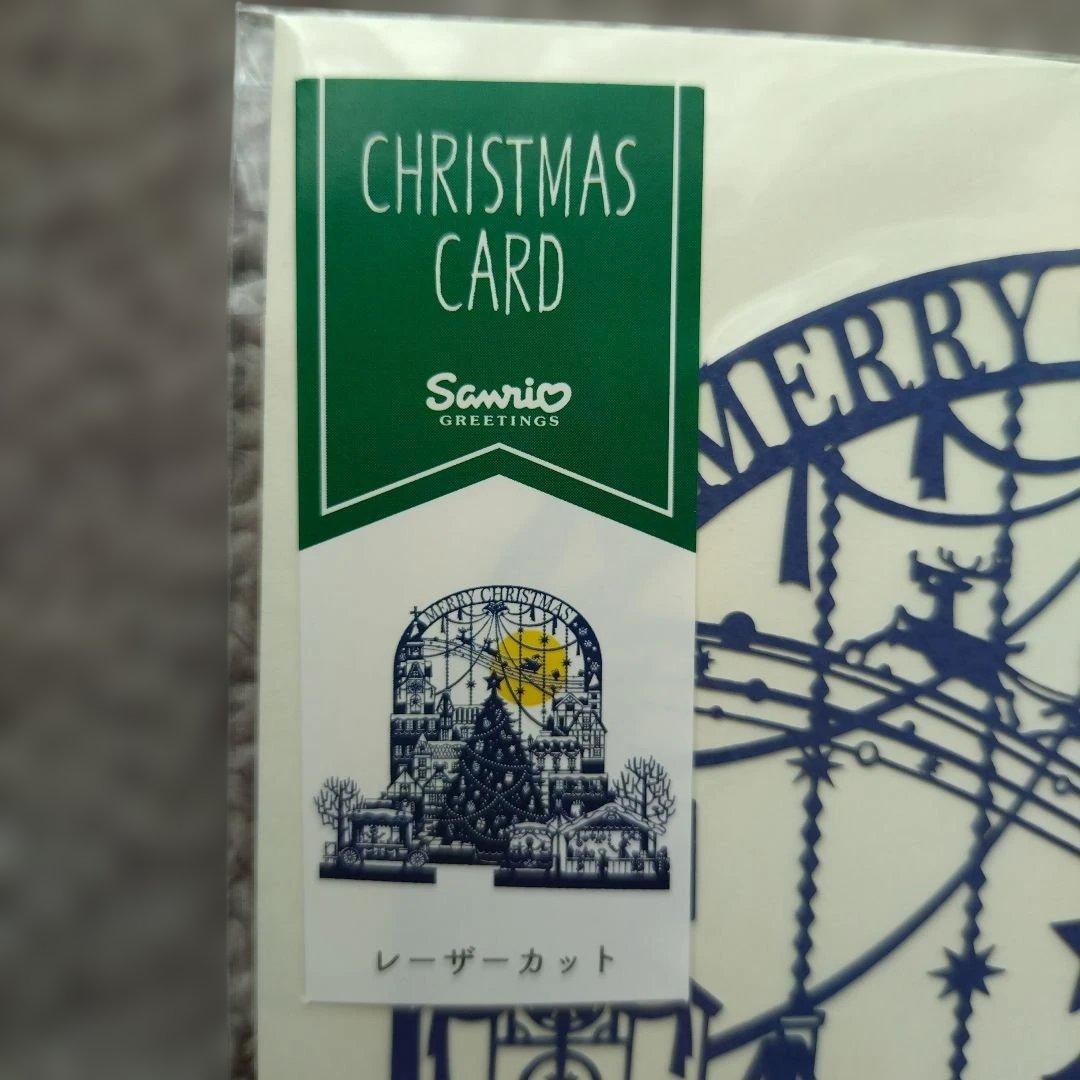 CHRISTMAS
CARD
Sanrio
GREETINGS
MERRY CHRISTMAS!
レーザーカット
MERRY